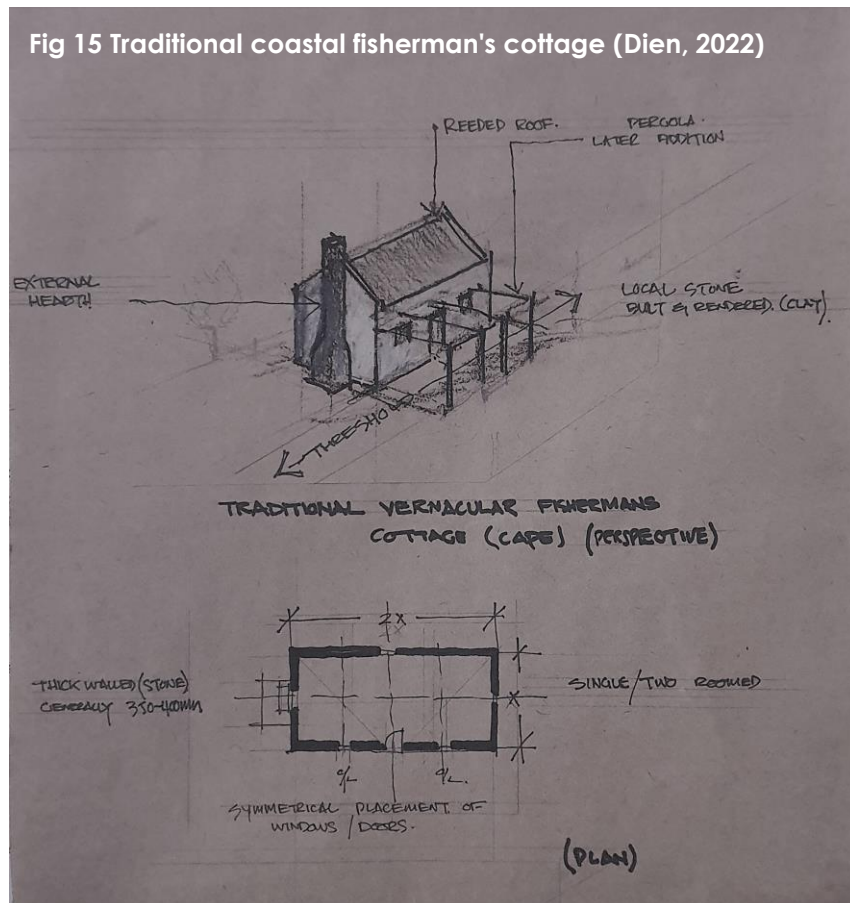 Fig 15 Traditional coastal fisherman's cottage (Dien, 2022)
REEDED ROOF.
PERGOLA.
LATER ADDITION
EXTERNAL
HEARTH
LOCAL STONE
BUILT & RENDERED. (CLAY).
THRESHOLD
TRADITIONAL VERNACULAR FISHERMANS
COTTAGE (CAPE) (PERSPECTIVE)
2x
THICK WALLED (STONE)
GENERALLY 350-400mm
SINGLE/TWO ROOMED
x
SYMMETRICAL PLACEMENT OF
WINDOWS / DOORS.
(PLAN)